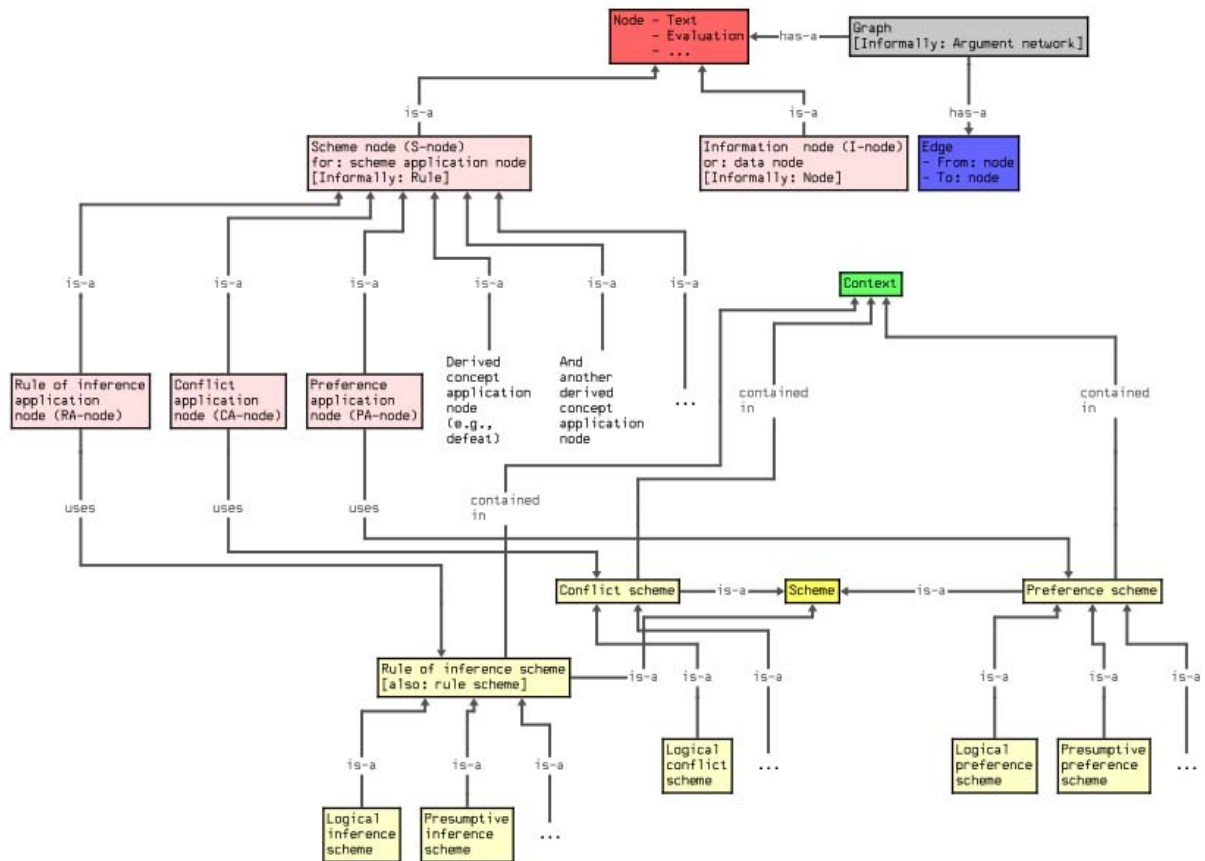 Node - Text
- Evaluation
- ...
has-a
Graph
[Informally: Argument network]
is-a
is-a
has-a
Scheme node (S-node)
for: scheme application node
[Informally: Rule]
Information node (I-node)
or: data node
[Informally: Node]
Edge
- From: node
- To: node
is-a
is-a
is-a
is-a
is-a
is-a
Context
Rule of inference
application
node (RA-node)
Conflict
application
node (CA-node)
Preference
application
node (PA-node)
Derived
concept
application
node
(e.g.,
defeat)
And
another
derived
concept
application
node
...
contained
in
contained
in
uses
uses
uses
contained
in
Conflict scheme
is-a
Scheme
is-a
Preference scheme
Rule of inference scheme
[also: rule scheme]
is-a
is-a
is-a
is-a
is-a
is-a
Logical
conflict
scheme
...
Logical
preference
scheme
Presumptive
preference
scheme
...
is-a
is-a
is-a
Logical
inference
scheme
Presumptive
inference
scheme
...